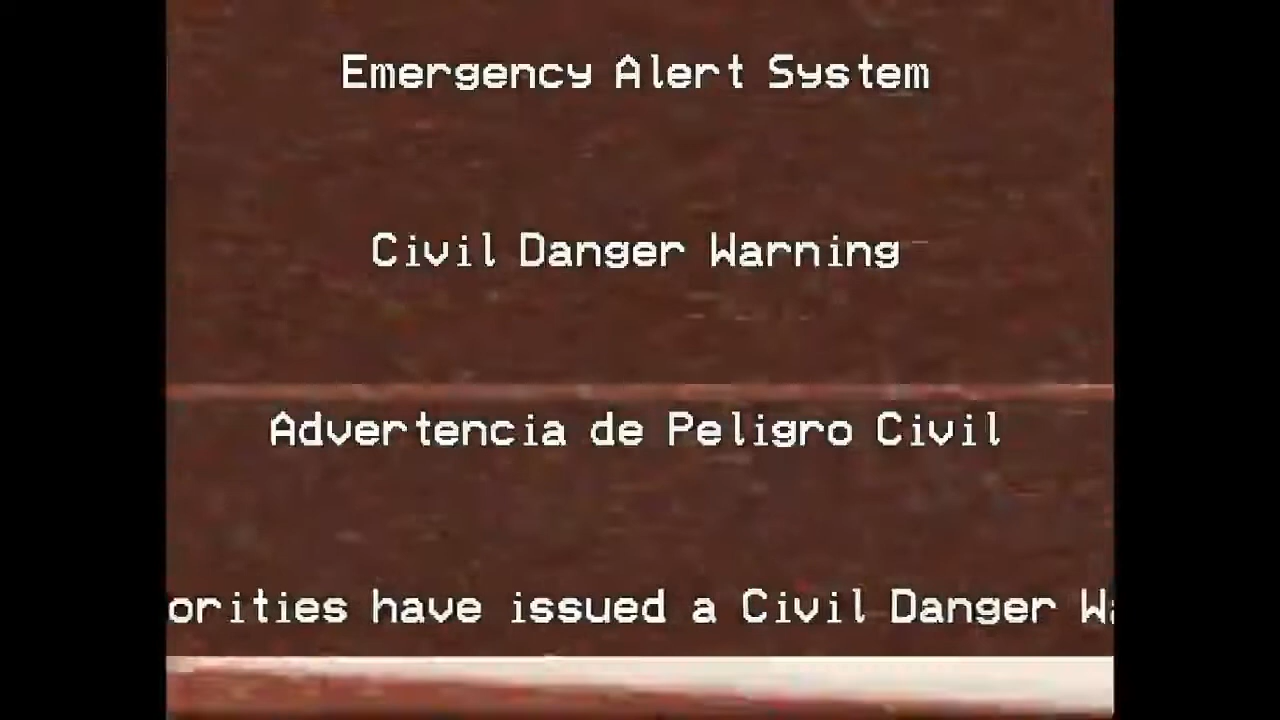 Emergency Alert System
Civil Danger Warning
Advertencia de Peligro Civil
orities have issued a Civil Danger Wa